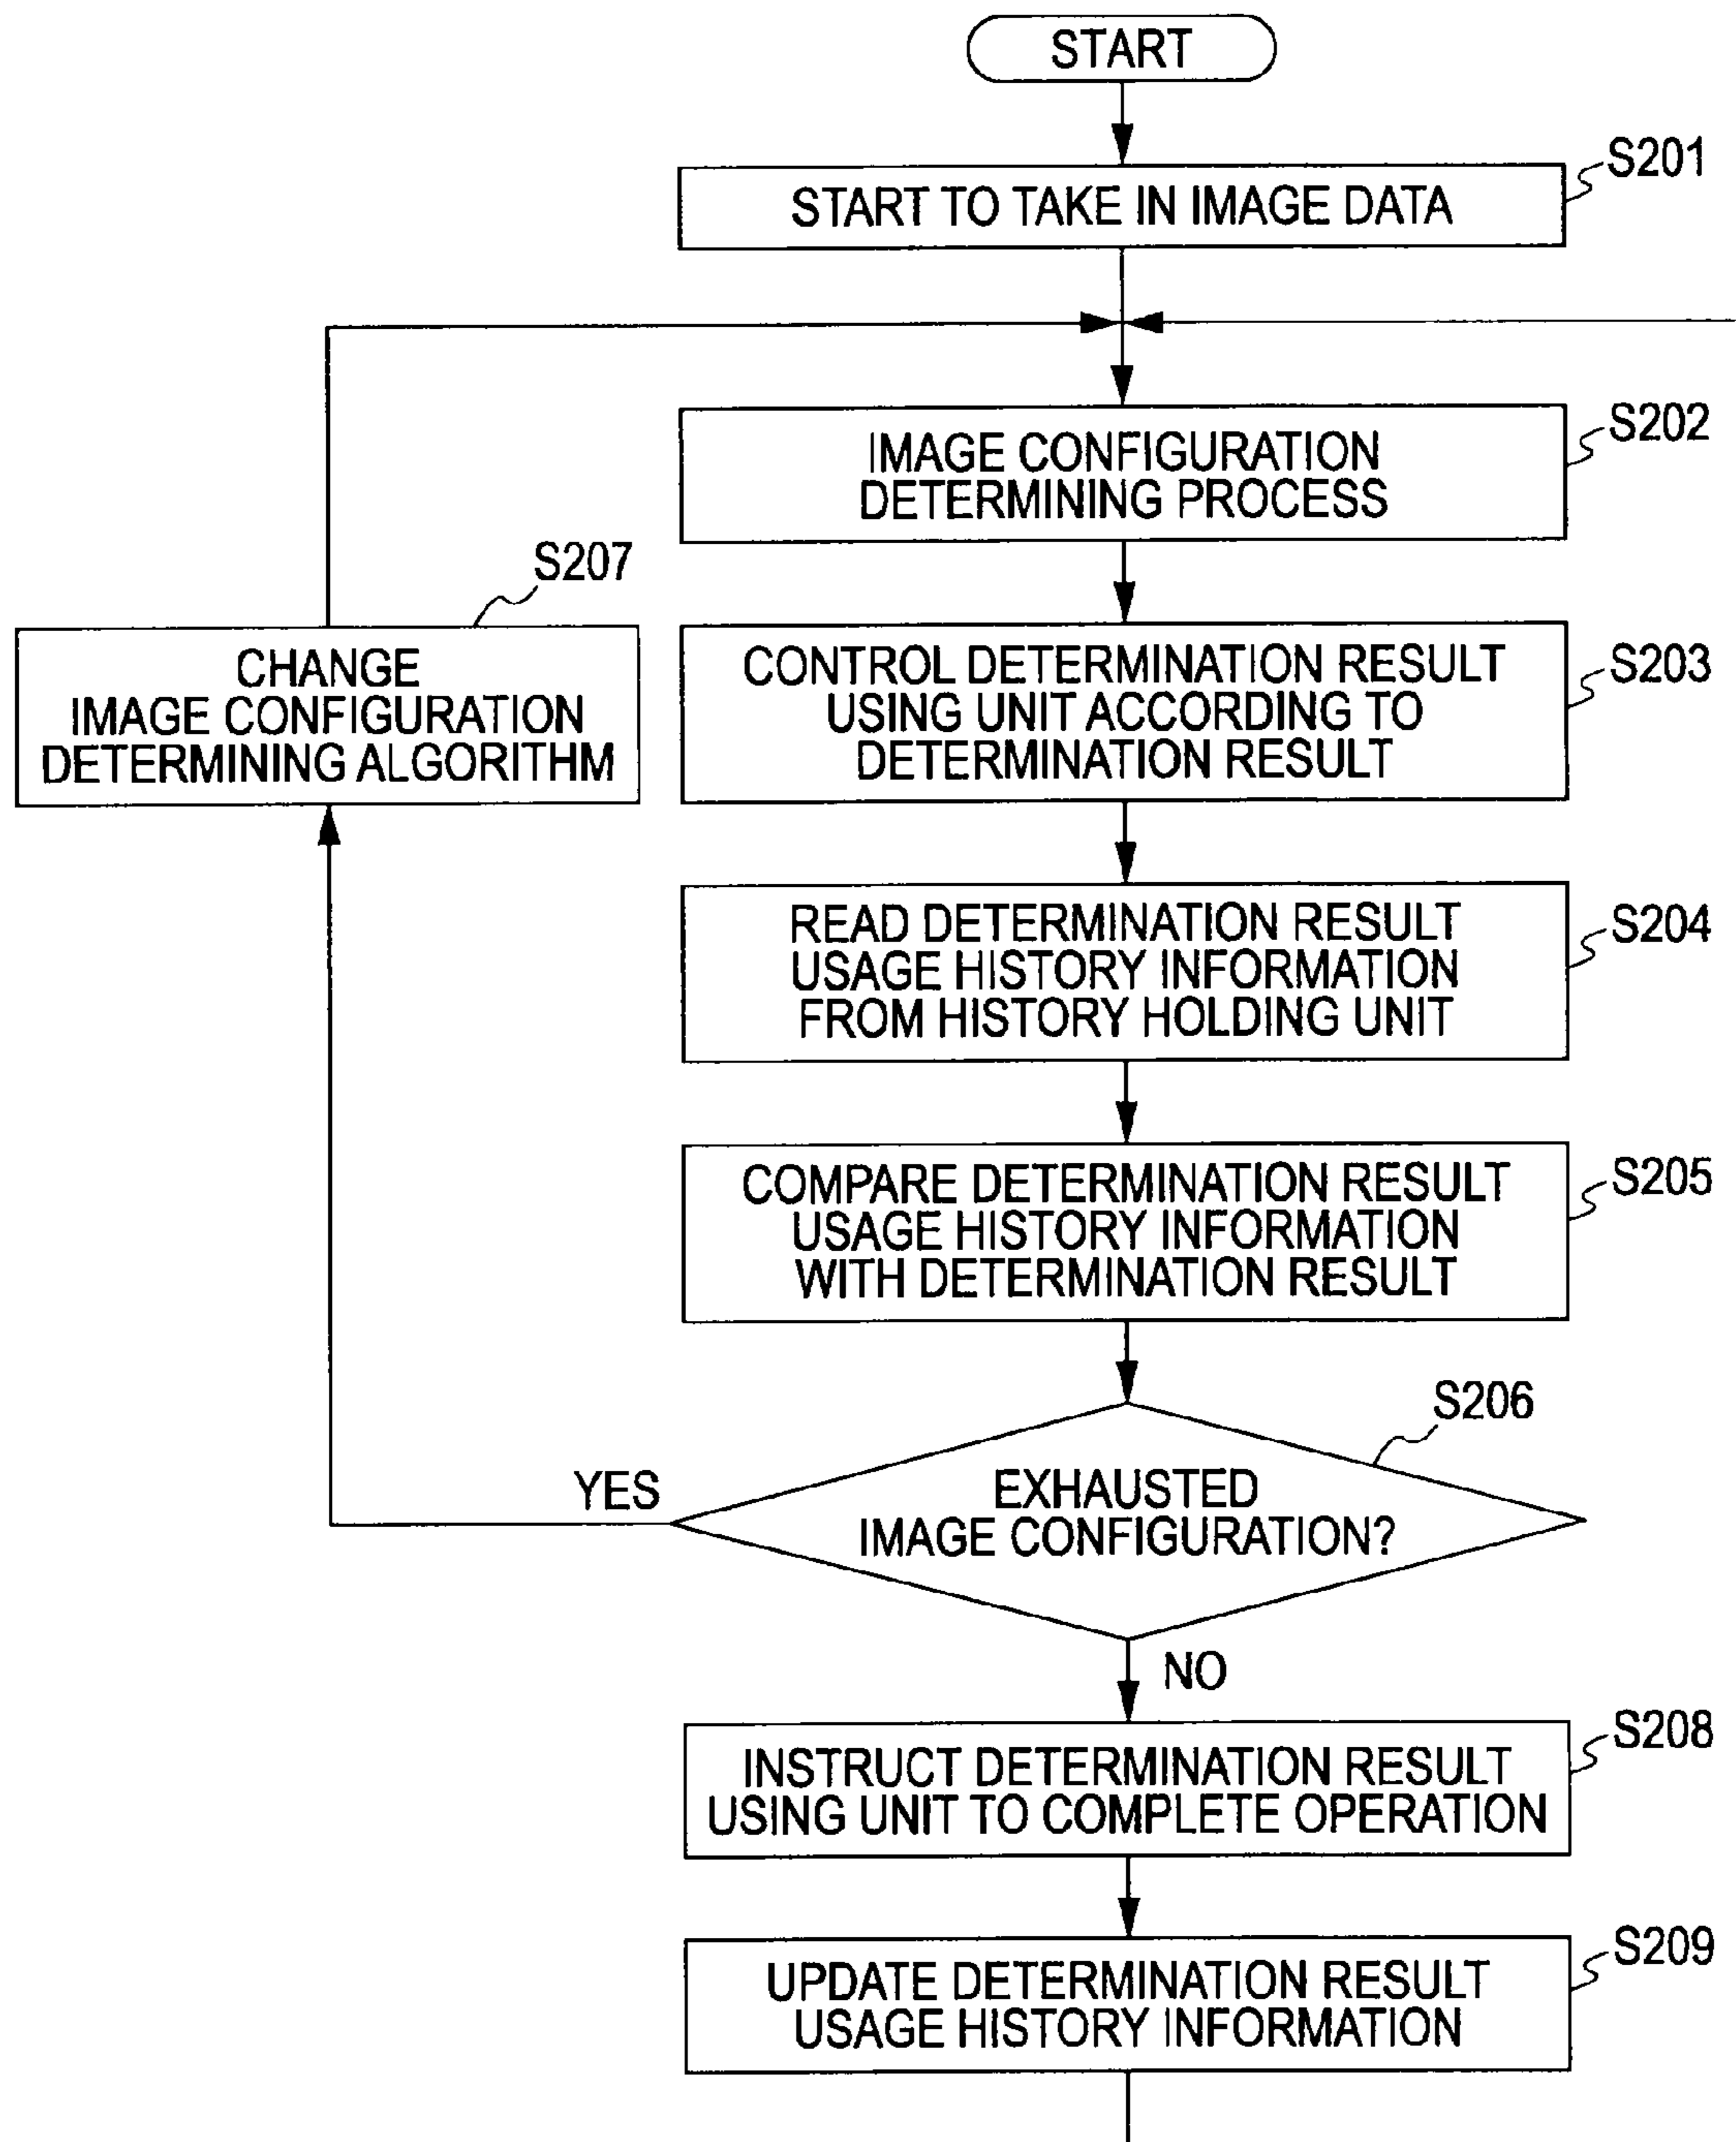 START
S201
START TO TAKE IN IMAGE DATA
S202
IMAGE CONFIGURATION
DETERMINING PROCESS
S207
CHANGE
IMAGE CONFIGURATION
DETERMINING ALGORITHM
S203
CONTROL DETERMINATION RESULT
USING UNIT ACCORDING TO
DETERMINATION RESULT
S204
READ DETERMINATION RESULT
USAGE HISTORY INFORMATION
FROM HISTORY HOLDING UNIT
S205
COMPARE DETERMINATION RESULT
USAGE HISTORY INFORMATION
WITH DETERMINATION RESULT
S206
YES
EXHAUSTED
IMAGE CONFIGURATION?
NO
S208
INSTRUCT DETERMINATION RESULT
USING UNIT TO COMPLETE OPERATION
S209
UPDATE DETERMINATION RESULT
USAGE HISTORY INFORMATION